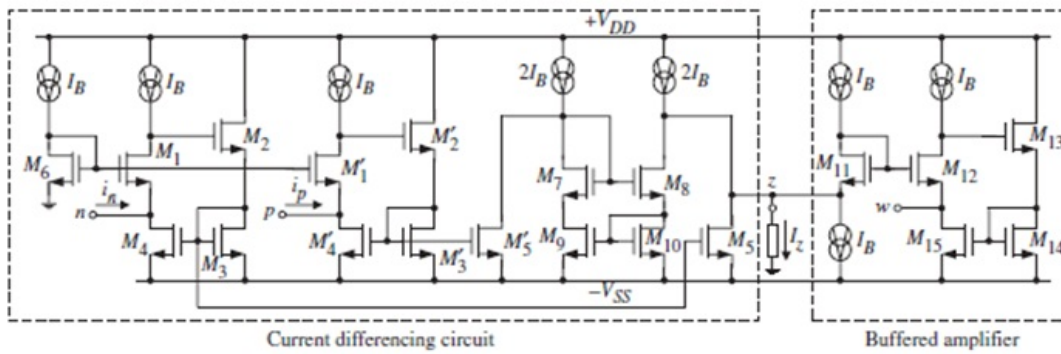 +V_DD
I_B I_B I_B 2I_B 2I_B I_B I_B
M_6 M_1 M_2 M′_1 M′_2 M_7 M_8 M_11 M_12 M_13
i_n i_p
n p z w
M_4 M_3 M′_4 M′_3 M′_5 M_9 M_10 M_5 I_z I_B M_15 M_14
−V_SS
Current differencing circuit Buffered amplifier